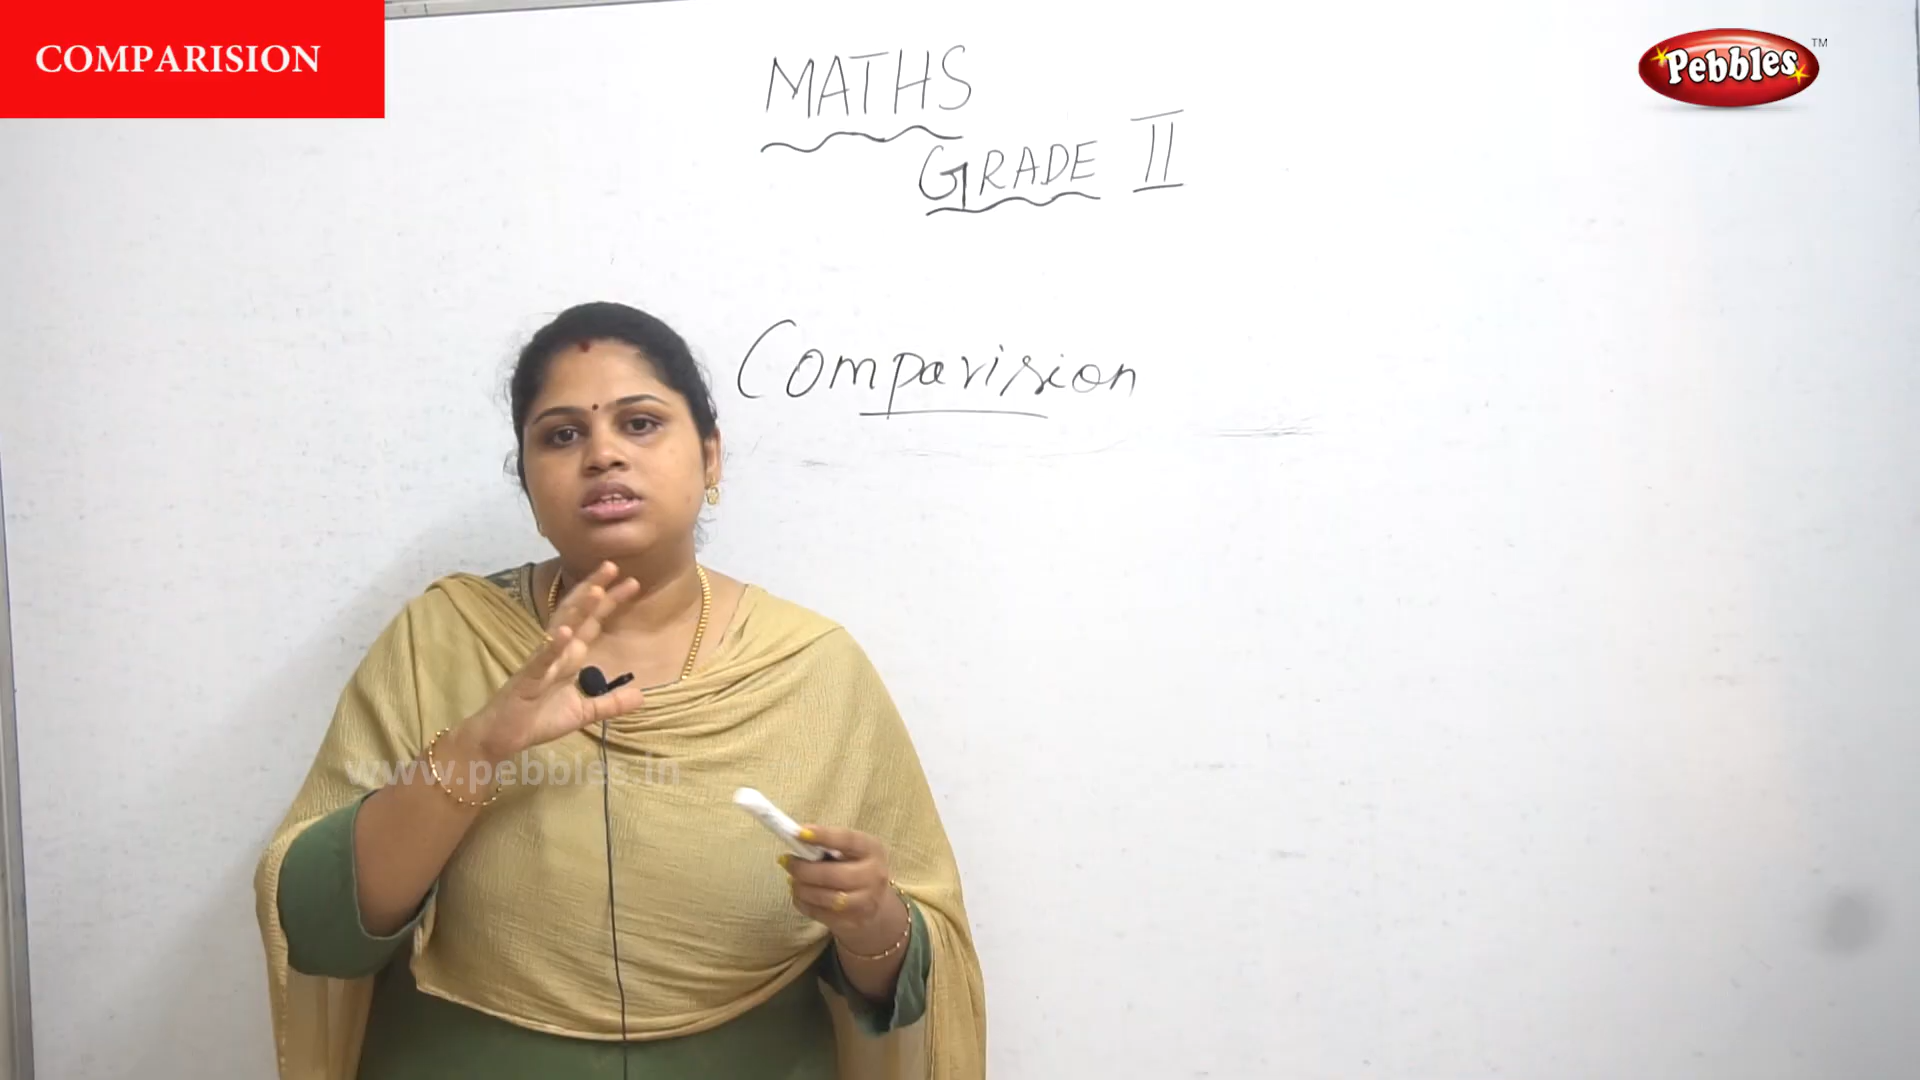 COMPARISION
Pebbles TM
MATHS
GRADE II
Comparision
www.pebbles.in